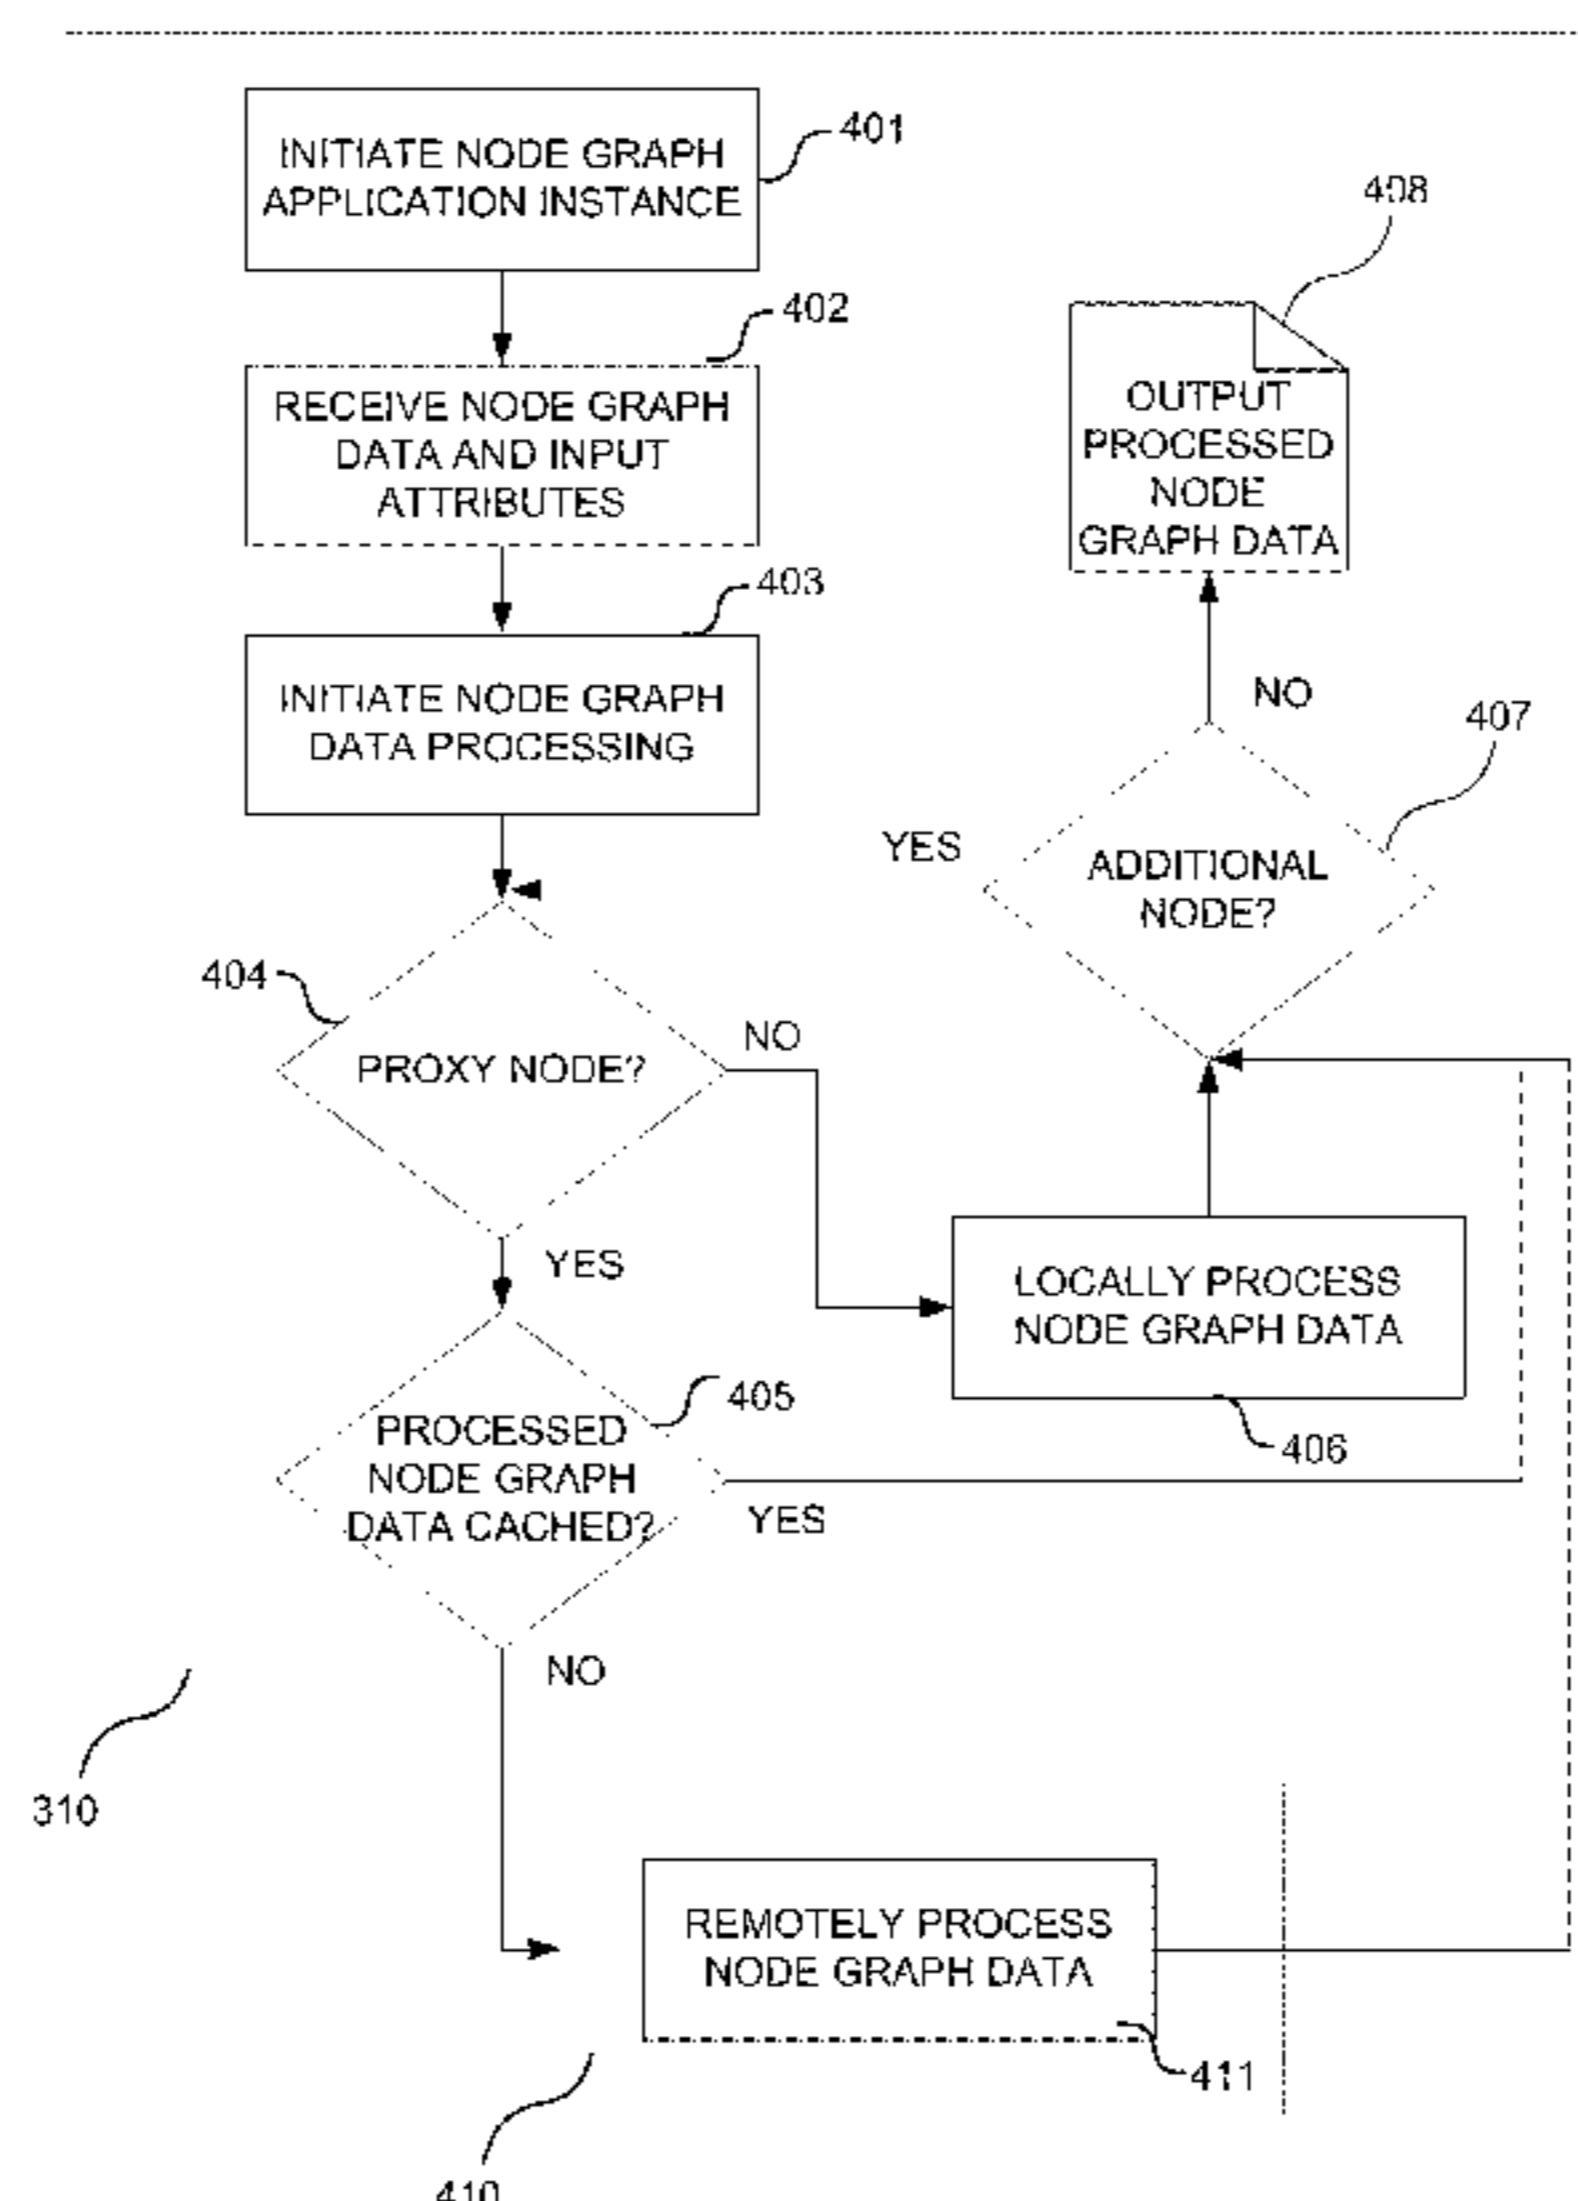 INITIATE NODE GRAPH
APPLICATION INSTANCE
401
402
RECEIVE NODE GRAPH
DATA AND INPUT
ATTRIBUTES
403
INITIATE NODE GRAPH
DATA PROCESSING
404
PROXY NODE?
NO
YES
405
PROCESSED
NODE GRAPH
DATA CACHED?
YES
NO
310
408
OUTPUT
PROCESSED
NODE
GRAPH DATA
NO
407
YES
ADDITIONAL
NODE?
LOCALLY PROCESS
NODE GRAPH DATA
406
REMOTELY PROCESS
NODE GRAPH DATA
411
410